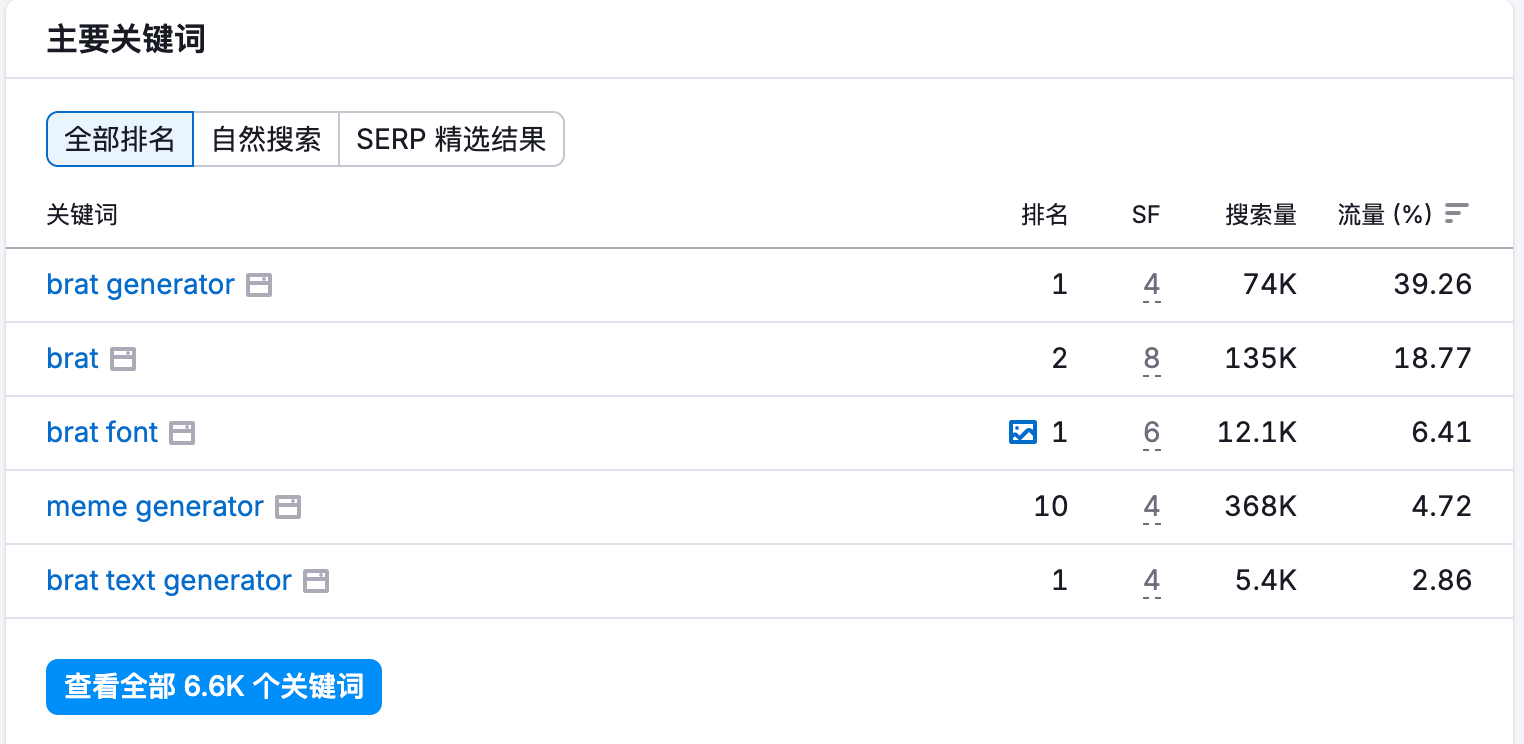 主要关键词
全部排名 自然搜索 SERP 精选结果
关键词 排名 SF 搜索量 流量 (%)
brat generator 1 4 74K 39.26
brat 2 8 135K 18.77
brat font 1 6 12.1K 6.41
meme generator 10 4 368K 4.72
brat text generator 1 4 5.4K 2.86
查看全部 6.6K 个关键词